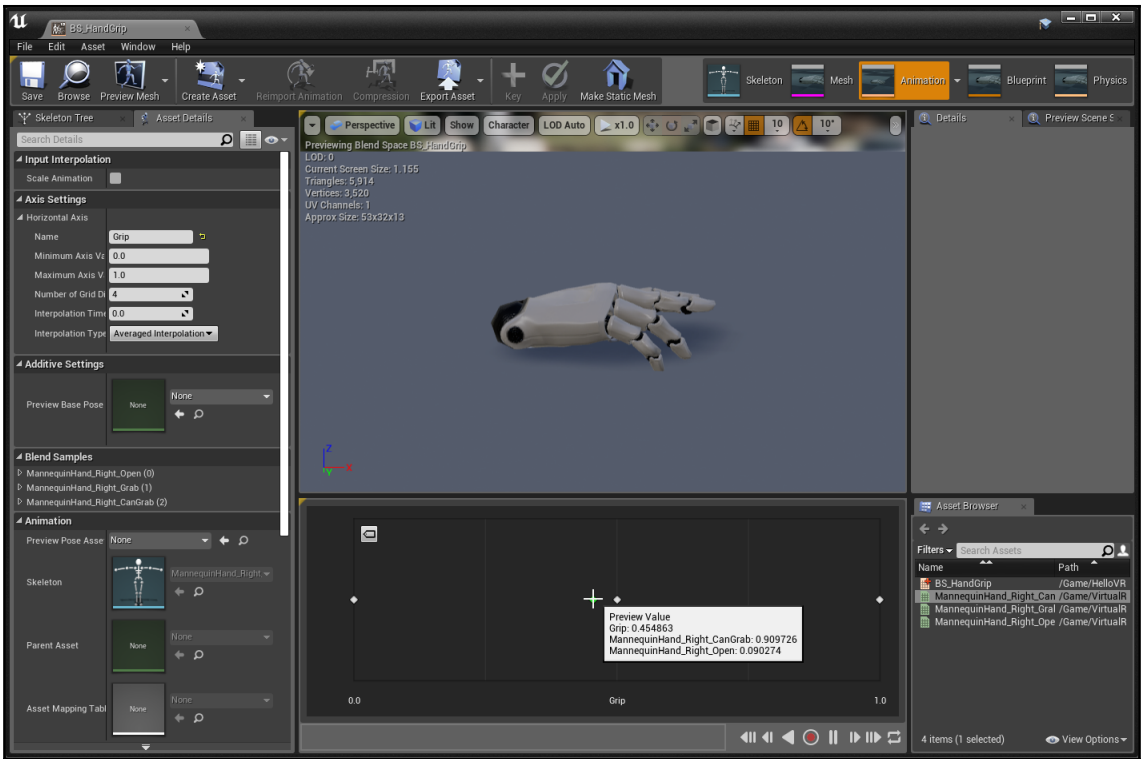 BS_HandGrip
File Edit Asset Window Help
Save Browse Preview Mesh Create Asset Reimport Animation Compression Export Asset Key Apply Make Static Mesh Skeleton Mesh Animation Blueprint Physics
Skeleton Tree Asset Details
Search Details
Input Interpolation
Scale Animation
Axis Settings
Horizontal Axis
Name Grip
Minimum Axis Va 0.0
Maximum Axis V 1.0
Number of Grid Di 4
Interpolation Time 0.0
Interpolation Type Averaged Interpolation
Additive Settings
Preview Base Pose None None
Blend Samples
MannequinHand_Right_Open (0)
MannequinHand_Right_Grab (1)
MannequinHand_Right_CanGrab (2)
Animation
Preview Pose Asse None
Skeleton MannequinHand_Right_
Parent Asset None None
Asset Mapping Tabl None None
Perspective Lit Show Character LOD Auto x1.0 10 10°
Previewing Blend Space BS_HandGrip
LOD: 0
Current Screen Size: 1.155
Triangles: 5,914
Vertices: 3,520
UV Channels: 1
Approx Size: 53x32x13
Z
X
Y
Preview Value
Grip: 0.454863
MannequinHand_Right_CanGrab: 0.909726
MannequinHand_Right_Open: 0.090274
0.0 Grip 1.0
Details Preview Scene S
Asset Browser
Filters Search Assets
Name Path
BS_HandGrip /Game/HelloVR
MannequinHand_Right_Can /Game/VirtualR
MannequinHand_Right_Gral /Game/VirtualR
MannequinHand_Right_Ope /Game/VirtualR
4 items (1 selected) View Options